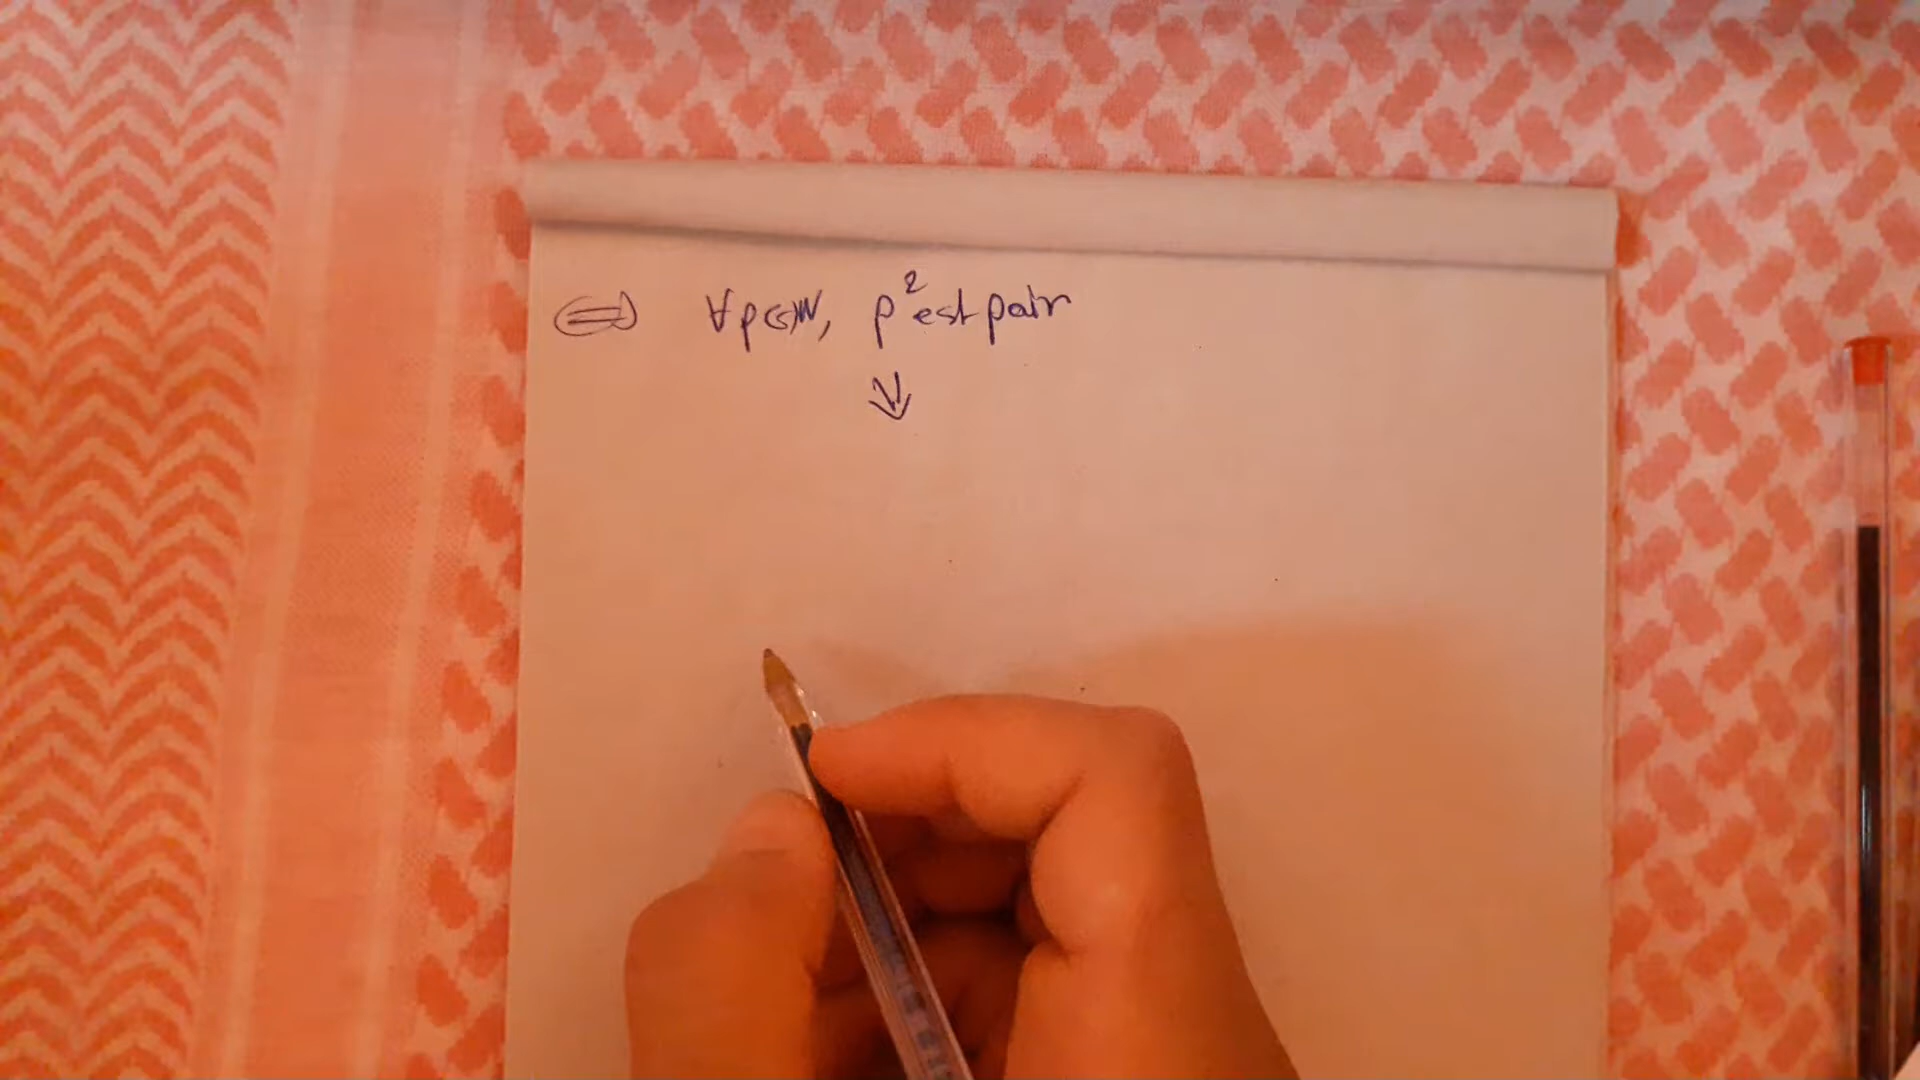 ⇔ ∀p∈ℕ, p² est pair
⇓